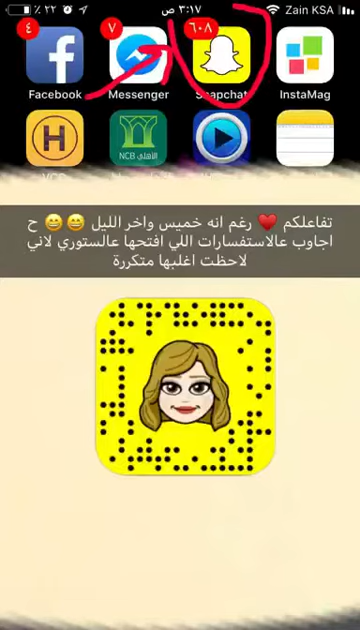 ٪ ٢٢ ٣:١٧ ص Zain KSA
٤ ٧ ٦٠٨
Facebook Messenger Snapchat InstaMag
H NCB الأهلي
تفاعلكم ❤️ رغم انه خميس واخر الليل 😄😄 ح
اجاوب عالاستفسارات اللي افتحها عالستوري لاني
لاحظت اغلبها متكررة